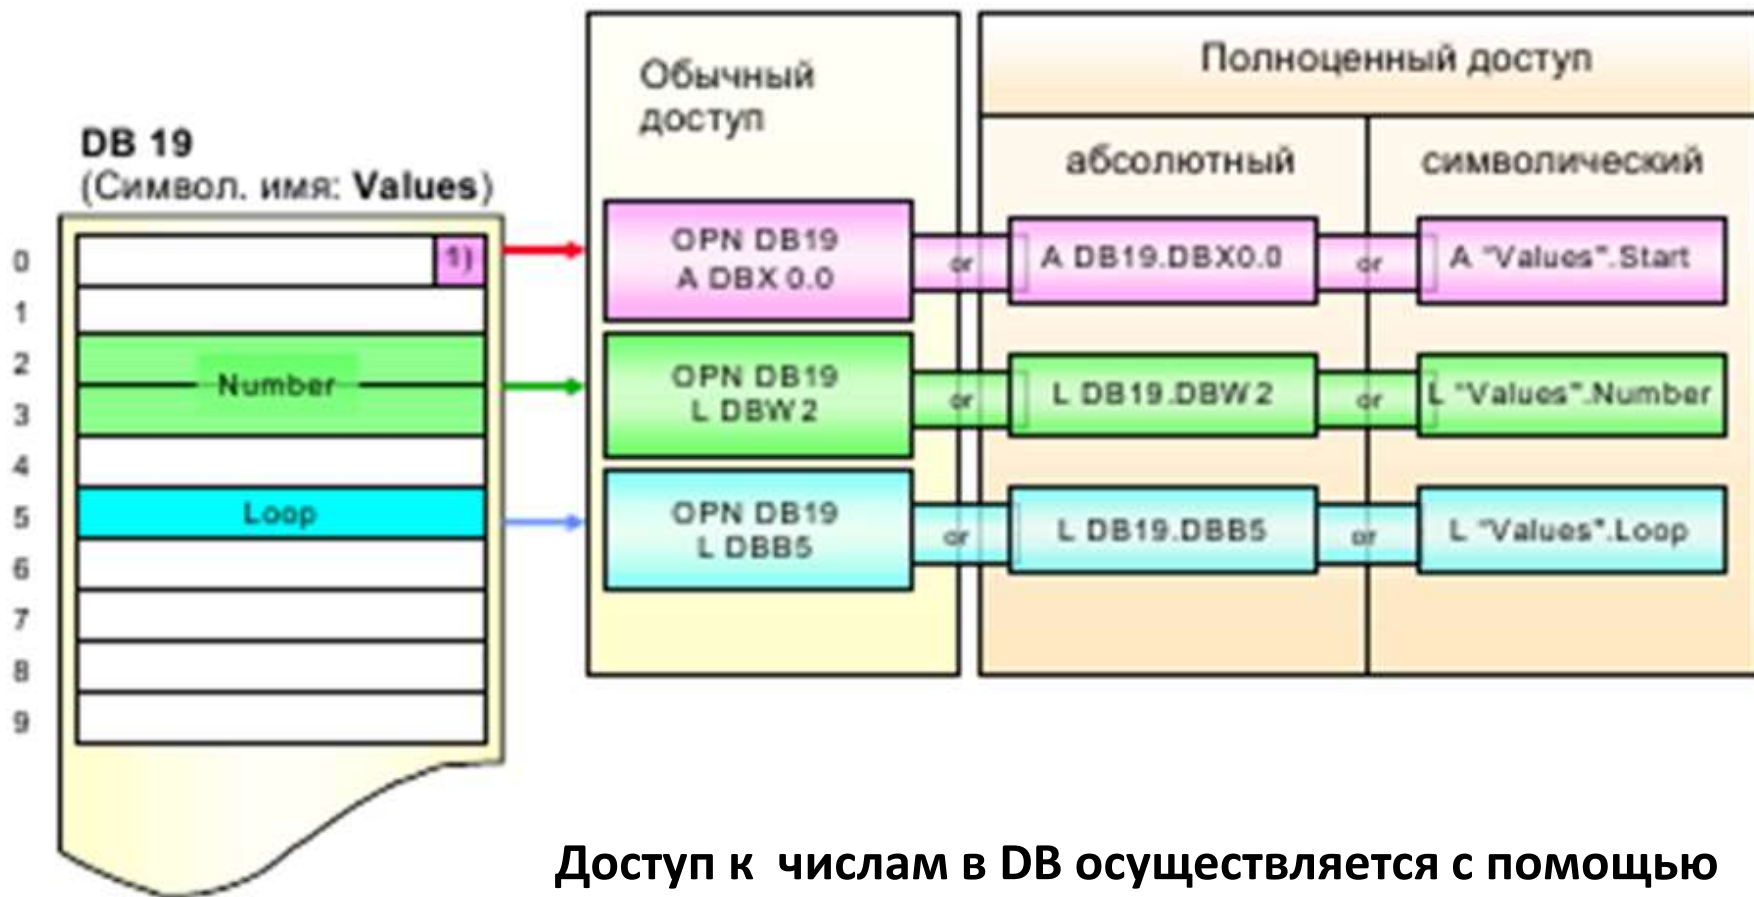 DB 19
(Символ. имя: Values)
0
1)
1
2
Number
3
4
Loop
5
6
7
8
9
Обычный
доступ
OPN DB19
A DBX 0.0
OPN DB19
L DBW 2
OPN DB19
L DBB5
Полноценный доступ
абсолютный
символический
or
A DB19.DBX0.0
or
A "Values".Start
or
L DB19.DBW 2
or
L "Values".Number
or
L DB19.DBB5
or
L "Values".Loop
Доступ к числам в DB осуществляется с помощью